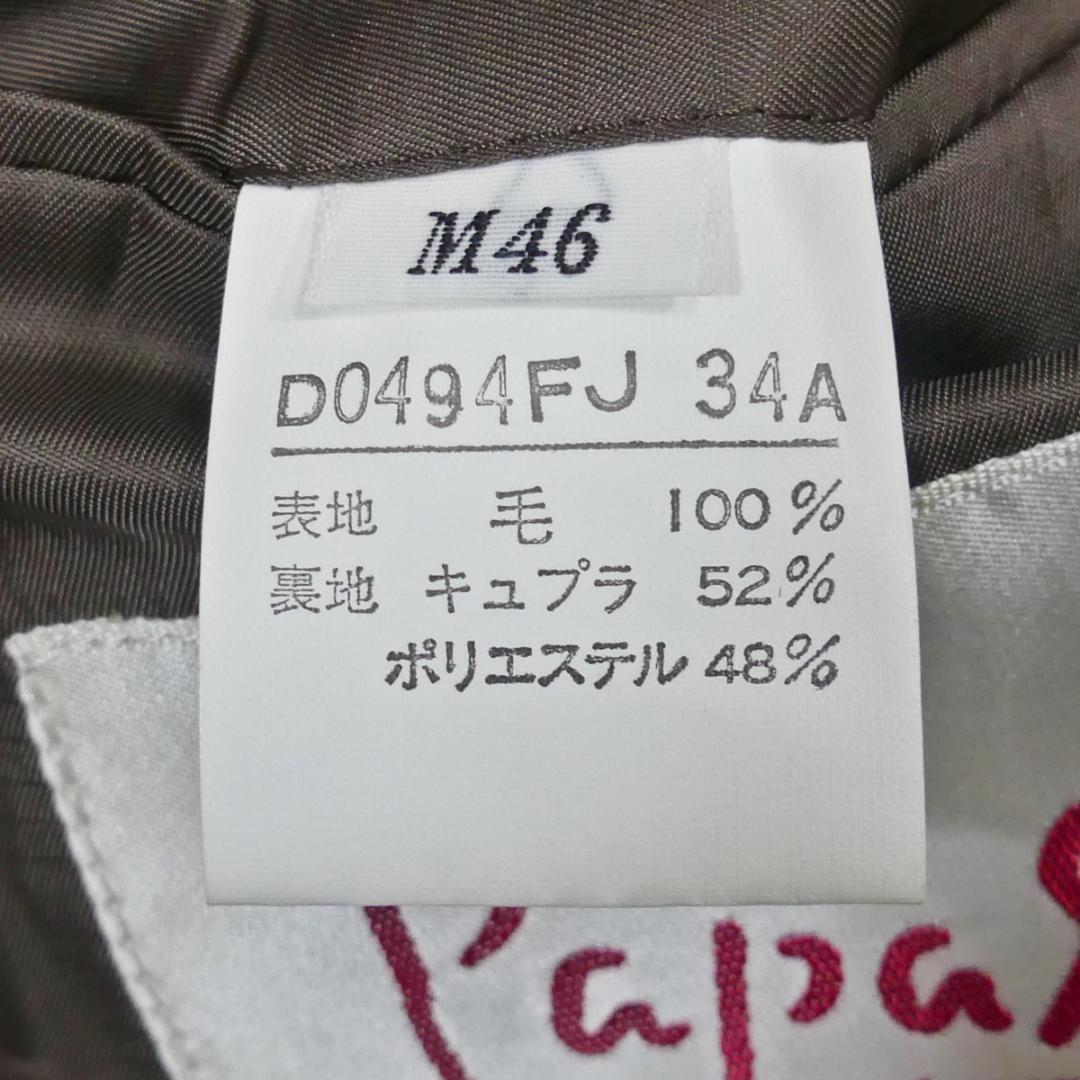 M46
D0494FJ 34A
表地 毛 100%
裏地 キュプラ 52%
ポリエステル 48%
Papa